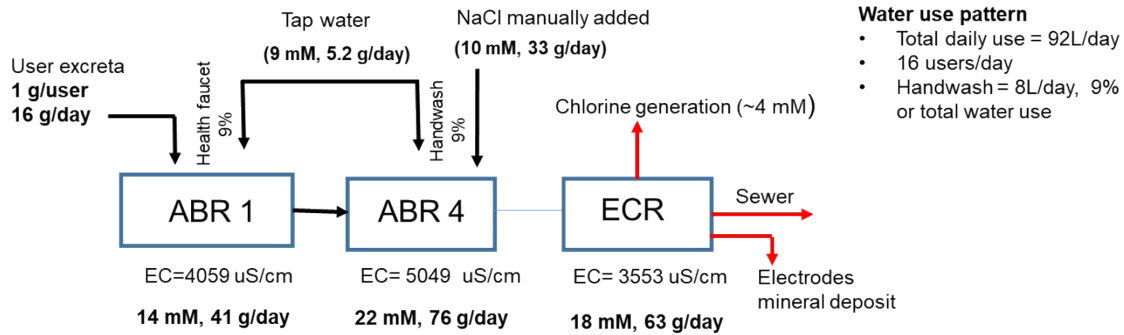 Tap water
(9 mM, 5.2 g/day)
NaCl manually added
(10 mM, 33 g/day)
Water use pattern
• Total daily use = 92L/day
• 16 users/day
• Handwash = 8L/day, 9%
or total water use
User excreta
1 g/user
16 g/day
Health faucet
9%
Handwash
9%
Chlorine generation (~4 mM)
ABR 1
ABR 4
ECR
Sewer
Electrodes
mineral deposit
EC=4059 uS/cm
14 mM, 41 g/day
EC= 5049 uS/cm
22 mM, 76 g/day
EC= 3553 uS/cm
18 mM, 63 g/day